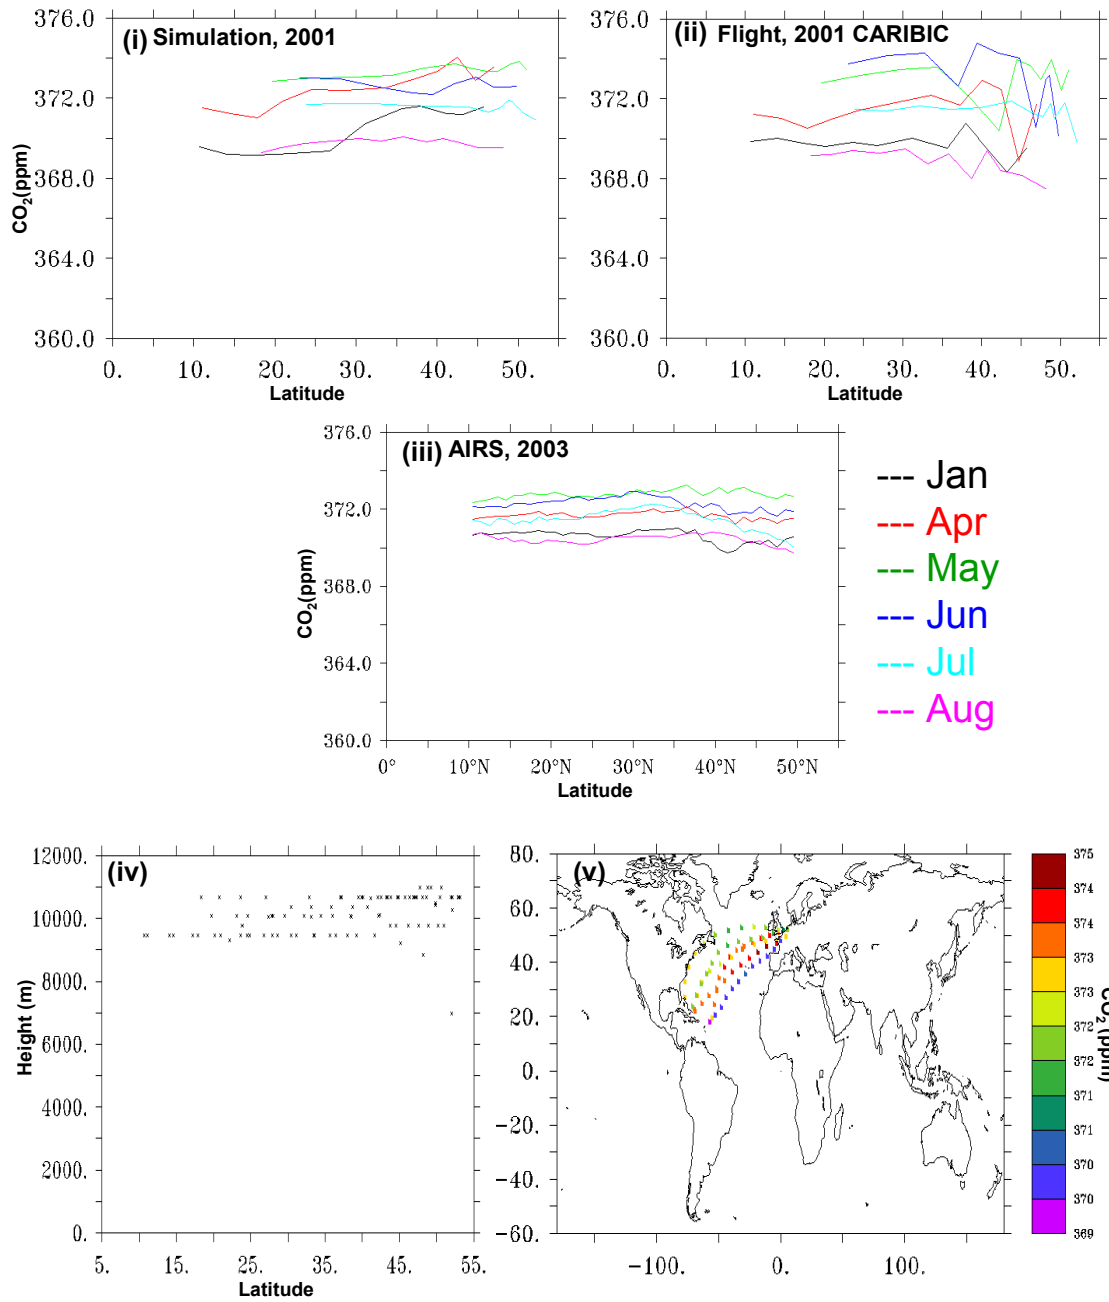 (i) Simulation, 2001
376.0
372.0
368.0
364.0
360.0
CO2(ppm)
0. 10. 20. 30. 40. 50.
Latitude
(ii) Flight, 2001 CARIBIC
376.0
372.0
368.0
364.0
360.0
0. 10. 20. 30. 40. 50.
Latitude
(iii) AIRS, 2003
376.0
372.0
368.0
364.0
360.0
CO2(ppm)
0° 10°N 20°N 30°N 40°N 50°N
Latitude
--- Jan
--- Apr
--- May
--- Jun
--- Jul
--- Aug
(iv)
12000.
10000.
8000.
6000.
4000.
2000.
0.
Height (m)
5. 15. 25. 35. 45. 55.
Latitude
(v)
80.
60.
40.
20.
0.
-20.
-40.
-60.
-100. 0. 100.
375
374
374
373
373
372
372
371
371
370
370
369
CO2 (ppm)